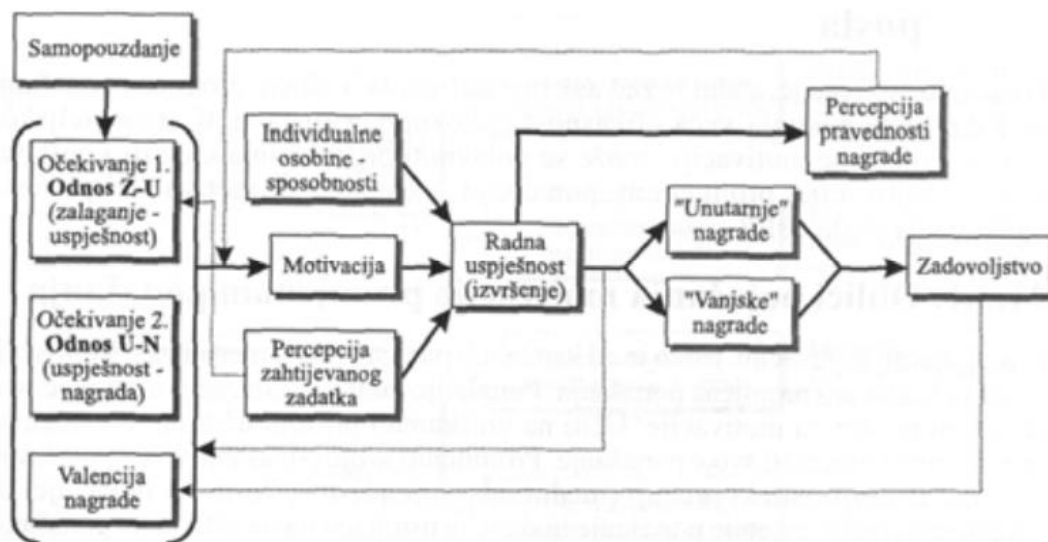 posta
Samopouzdanje
Očekivanje 1.
Odnos Z-U
(zalaganje -
uspješnost)
Očekivanje 2.
Odnos U-N
(uspješnost -
nagrada)
Valencija
nagrade
Individualne
osobine -
sposobnosti
Motivacija
Percepcija
zahtijevanog
zadatka
Radna
uspješnost
(izvršenje)
Percepcija
pravednosti
nagrade
"Unutarnje"
nagrade
"Vanjske"
nagrade
Zadovoljstvo